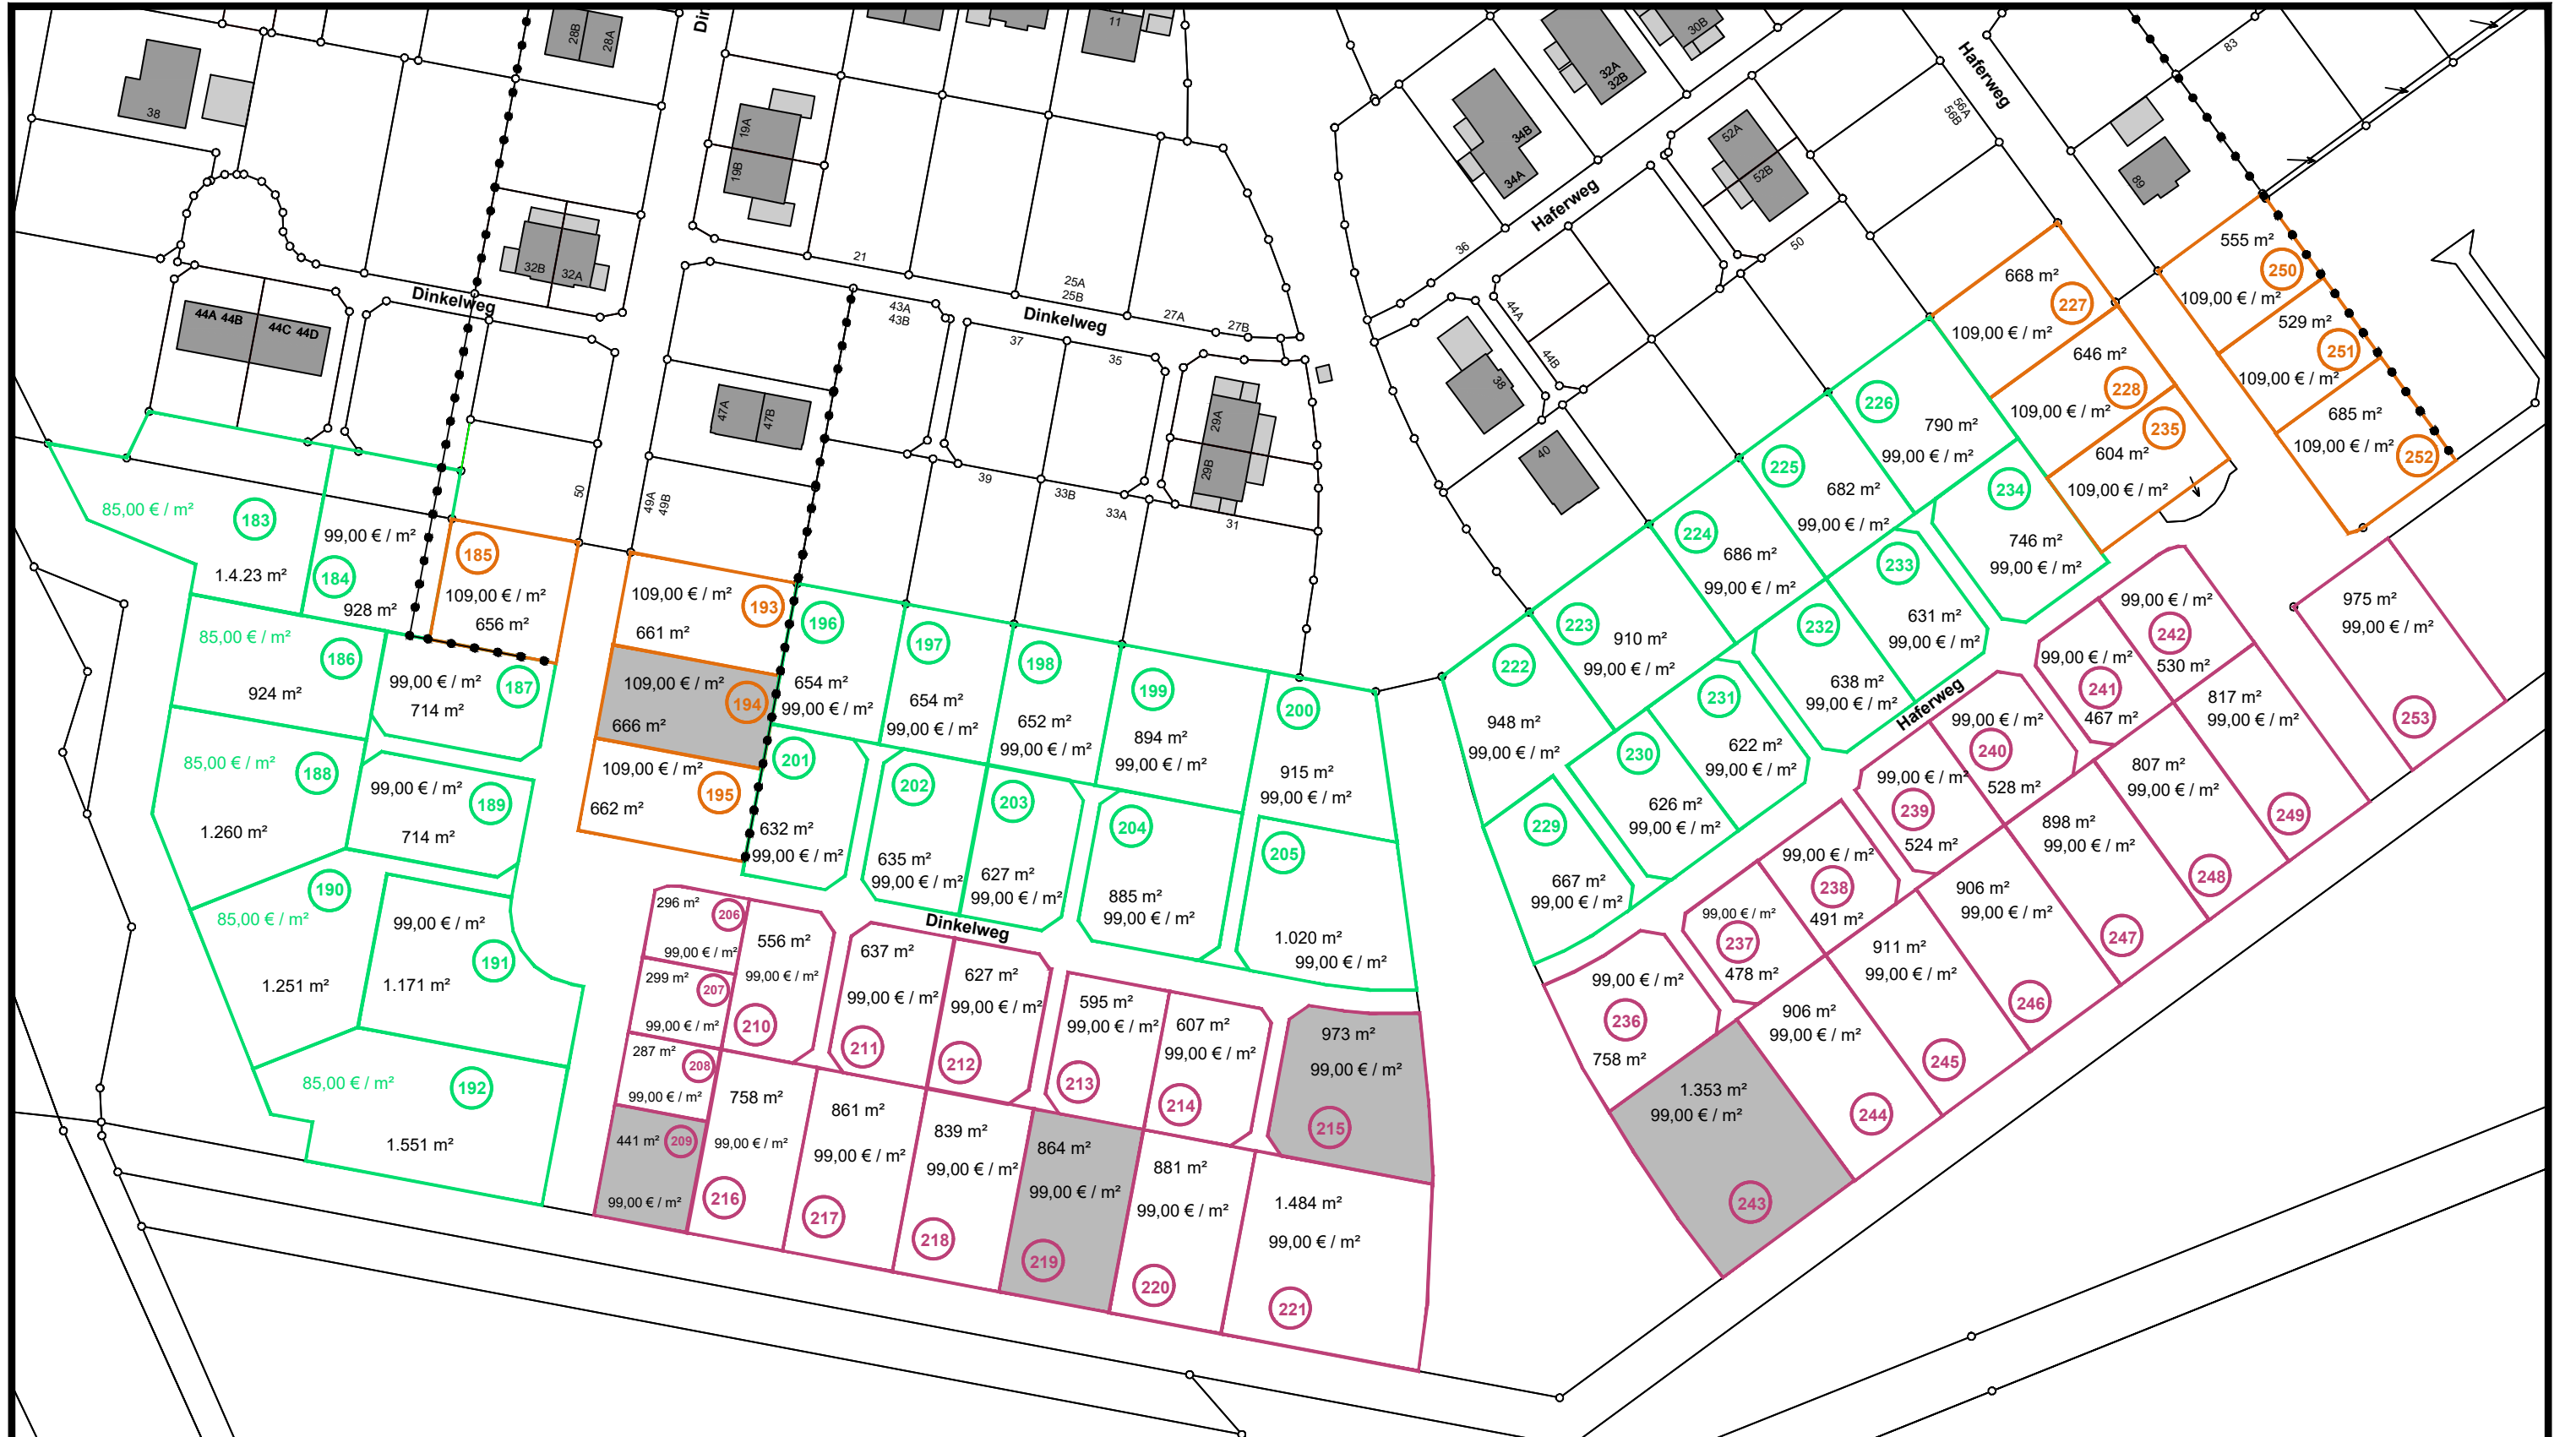 38
28B
28A
Din
11
30B
32A
32B
34B
34A
52A
52B
56A
56B
Haferweg
83
89
19A
19B
32B
32A
Dinkelweg
44A 44B
44C 44D
21
25A
25B
27A
27B
43A
43B
Dinkelweg
37
35
36
Haferweg
50
44A
44B
38
40
47A
47B
29A
29B
39
33B
33A
31
50
49A
49B
85,00 € / m²
183
1.4.23 m²
99,00 € / m²
184
928 m²
185
109,00 € / m²
656 m²
85,00 € / m²
186
924 m²
99,00 € / m²
187
714 m²
85,00 € / m²
188
1.260 m²
99,00 € / m²
189
714 m²
190
85,00 € / m²
1.251 m²
99,00 € / m²
191
1.171 m²
85,00 € / m²
192
1.551 m²
109,00 € / m²
193
661 m²
109,00 € / m²
194
666 m²
109,00 € / m²
195
662 m²
196
654 m²
99,00 € / m²
197
654 m²
99,00 € / m²
198
652 m²
99,00 € / m²
199
894 m²
99,00 € / m²
200
915 m²
99,00 € / m²
201
632 m²
99,00 € / m²
202
635 m²
99,00 € / m²
203
627 m²
99,00 € / m²
204
885 m²
99,00 € / m²
205
1.020 m²
99,00 € / m²
Dinkelweg
296 m²
206
99,00 € / m²
299 m²
207
99,00 € / m²
287 m²
208
99,00 € / m²
441 m²
209
99,00 € / m²
556 m²
99,00 € / m²
210
637 m²
99,00 € / m²
211
627 m²
99,00 € / m²
212
595 m²
99,00 € / m²
213
607 m²
99,00 € / m²
214
973 m²
99,00 € / m²
215
758 m²
99,00 € / m²
216
861 m²
99,00 € / m²
217
839 m²
99,00 € / m²
218
864 m²
99,00 € / m²
219
881 m²
99,00 € / m²
220
1.484 m²
99,00 € / m²
221
222
948 m²
99,00 € / m²
223
910 m²
99,00 € / m²
224
686 m²
99,00 € / m²
225
682 m²
99,00 € / m²
226
790 m²
99,00 € / m²
668 m²
227
109,00 € / m²
646 m²
228
109,00 € / m²
229
667 m²
99,00 € / m²
230
626 m²
99,00 € / m²
231
622 m²
99,00 € / m²
232
638 m²
99,00 € / m²
233
631 m²
99,00 € / m²
234
746 m²
99,00 € / m²
235
604 m²
109,00 € / m²
555 m²
250
109,00 € / m²
529 m²
251
109,00 € / m²
685 m²
109,00 € / m²
252
Haferweg
99,00 € / m²
236
758 m²
99,00 € / m²
237
478 m²
99,00 € / m²
238
491 m²
99,00 € / m²
239
524 m²
99,00 € / m²
240
528 m²
99,00 € / m²
241
467 m²
99,00 € / m²
242
530 m²
1.353 m²
99,00 € / m²
243
906 m²
99,00 € / m²
244
911 m²
99,00 € / m²
245
906 m²
99,00 € / m²
246
898 m²
99,00 € / m²
247
807 m²
99,00 € / m²
248
817 m²
99,00 € / m²
249
975 m²
99,00 € / m²
253